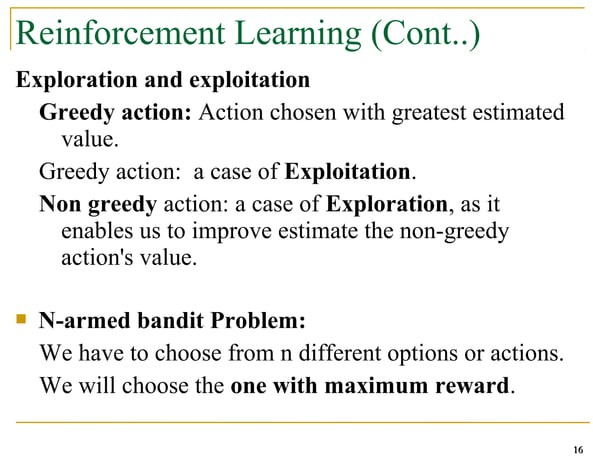 Reinforcement Learning (Cont..)
Exploration and exploitation
Greedy action: Action chosen with greatest estimated
value.
Greedy action:  a case of Exploitation.
Non greedy action: a case of Exploration, as it
enables us to improve estimate the non-greedy
action's value.
N-armed bandit Problem:
We have to choose from n different options or actions.
We will choose the one with maximum reward.
16